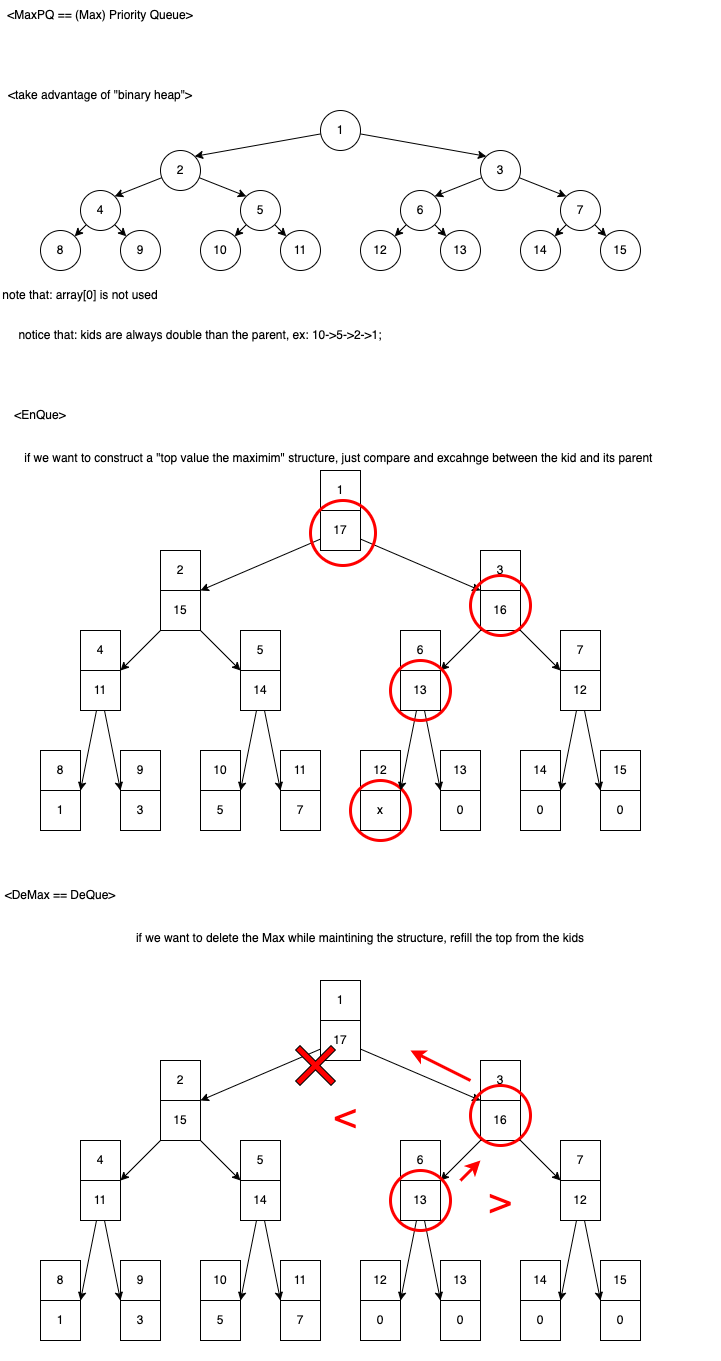 <MaxPQ == (Max) Priority Queue>
<take advantage of "binary heap">
1
2 3
4 5 6 7
8 9 10 11 12 13 14 15
note that: array[0] is not used
notice that: kids are always double than the parent, ex: 10->5->2->1;
<EnQue>
if we want to construct a "top value the maximim" structure, just compare and excahnge between the kid and its parent
1
17
2 3
15 16
4 5 6 7
11 14 13 12
8 9 10 11 12 13 14 15
1 3 5 7 x 0 0 0
<DeMax == DeQue>
if we want to delete the Max while maintining the structure, refill the top from the kids
1
17
2 3
15 < 16
4 5 6 7
11 14 13 > 12
8 9 10 11 12 13 14 15
1 3 5 7 0 0 0 0